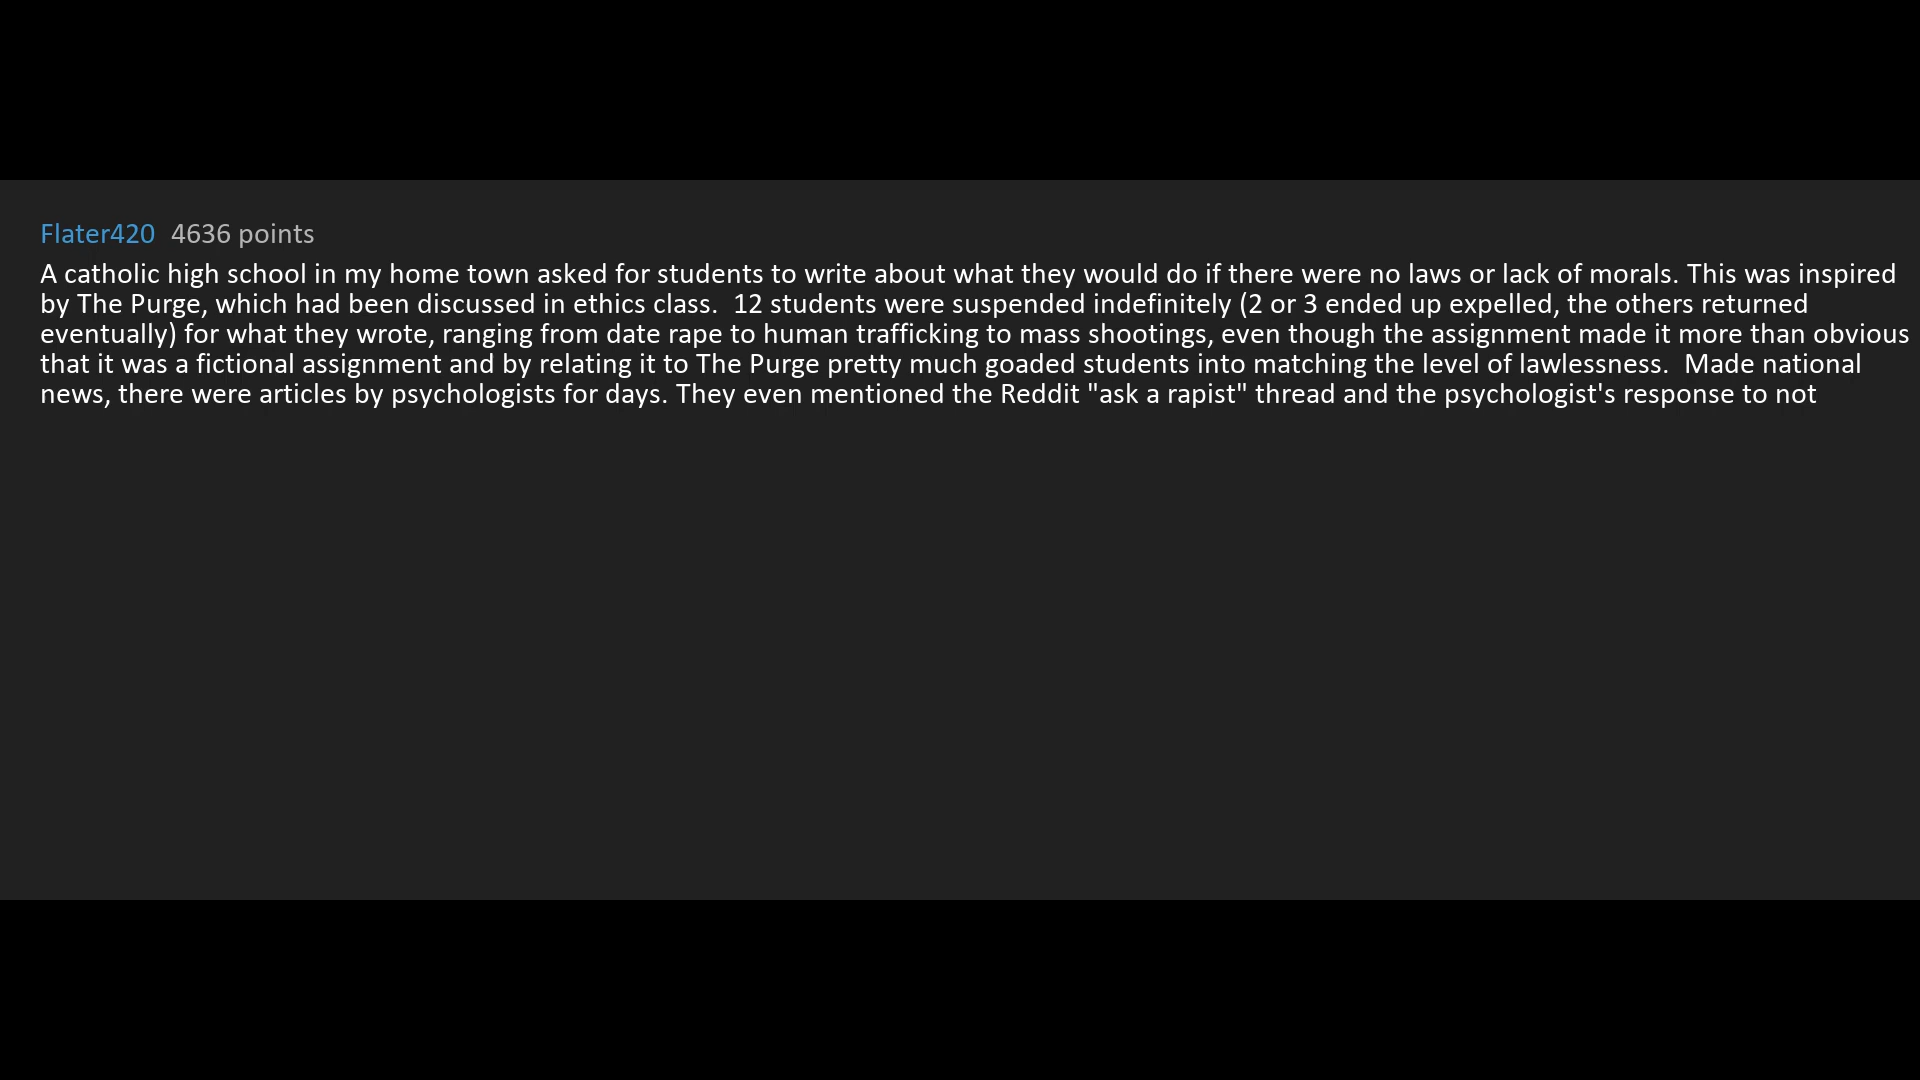 Flater420 4636 points
A catholic high school in my home town asked for students to write about what they would do if there were no laws or lack of morals. This was inspired
by The Purge, which had been discussed in ethics class.  12 students were suspended indefinitely (2 or 3 ended up expelled, the others returned
eventually) for what they wrote, ranging from date rape to human trafficking to mass shootings, even though the assignment made it more than obvious
that it was a fictional assignment and by relating it to The Purge pretty much goaded students into matching the level of lawlessness.  Made national
news, there were articles by psychologists for days. They even mentioned the Reddit "ask a rapist" thread and the psychologist's response to not